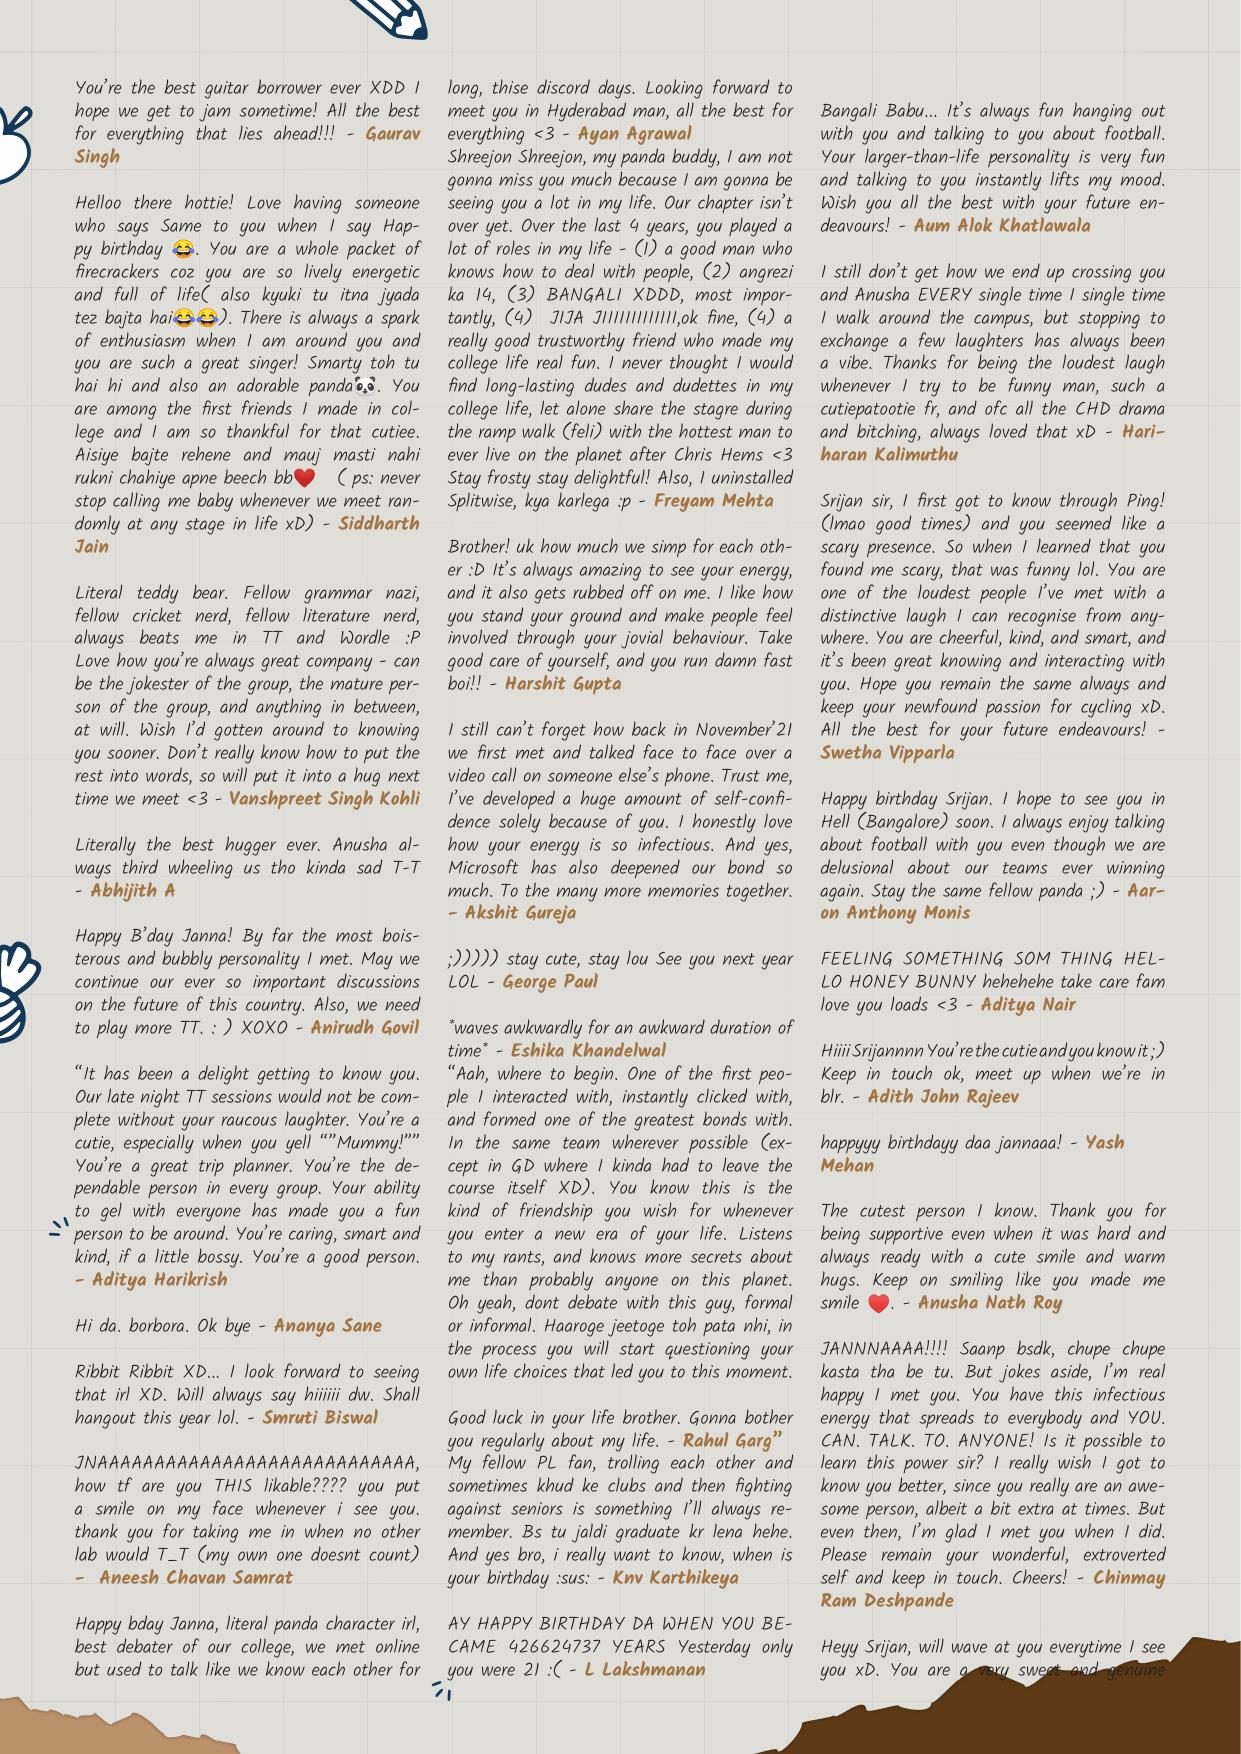 You're the best guitar borrower ever XDD I
hope we get to jam sometime! All the best
for everything that lies ahead!!! - Gaurav
Singh
Helloo there hottie! Love having someone
who says Same to you when I say Hap-
py birthday 😂. You are a whole packet of
firecrackers coz you are so lively energetic
and full of life( also kyuki tu itna jyada
tez bajta hai😂😂). There is always a spark
of enthusiasm when I am around you and
you are such a great singer! Smarty toh tu
hai hi and also an adorable panda🐼. You
are among the first friends I made in col-
lege and I am so thankful for that cutiee.
Aisiye bajte rehene and mauj masti nahi
rukni chahiye apne beech bb❤️ ( ps: never
stop calling me baby whenever we meet ran-
domly at any stage in life xD) - Siddharth
Jain
Literal teddy bear. Fellow grammar nazi,
fellow cricket nerd, fellow literature nerd,
always beats me in TT and Wordle :P
Love how you're always great company - can
be the jokester of the group, the mature per-
son of the group, and anything in between,
at will. Wish I'd gotten around to knowing
you sooner. Don't really know how to put the
rest into words, so will put it into a hug next
time we meet <3 - Vanshpreet Singh Kohli
Literally the best hugger ever. Anusha al-
ways third wheeling us tho kinda sad T-T
- Abhijith A
Happy B'day Janna! By far the most bois-
terous and bubbly personality I met. May we
continue our ever so important discussions
on the future of this country. Also, we need
to play more TT. : ) XOXO - Anirudh Govil
“It has been a delight getting to know you.
Our late night TT sessions would not be com-
plete without your raucous laughter. You're a
cutie, especially when you yell “”Mummy!””
You're a great trip planner. You're the de-
pendable person in every group. Your ability
to gel with everyone has made you a fun
person to be around. You're caring, smart and
kind, if a little bossy. You're a good person.
- Aditya Harikrish
Hi da. borbora. Ok bye - Ananya Sane
Ribbit Ribbit XD... I look forward to seeing
that irl XD. Will always say hiiiiii dw. Shall
hangout this year lol. - Smruti Biswal
JNAAAAAAAAAAAAAAAAAAAAAAAAAAA,
how tf are you THIS likable???? you put
a smile on my face whenever i see you.
thank you for taking me in when no other
lab would T_T (my own one doesnt count)
- Aneesh Chavan Samrat
Happy bday Janna, literal panda character irl,
best debater of our college, we met online
but used to talk like we know each other for
long, thise discord days. Looking forward to
meet you in Hyderabad man, all the best for
everything <3 - Ayan Agrawal
Shreejon Shreejon, my panda buddy, I am not
gonna miss you much because I am gonna be
seeing you a lot in my life. Our chapter isn't
over yet. Over the last 4 years, you played a
lot of roles in my life - (1) a good man who
knows how to deal with people, (2) angrezi
ka 14, (3) BANGALI XDDD, most impor-
tantly, (4) JIJA JIIIIIIIIIIIII,ok fine, (4) a
really good trustworthy friend who made my
college life real fun. I never thought I would
find long-lasting dudes and dudettes in my
college life, let alone share the stagre during
the ramp walk (feli) with the hottest man to
ever live on the planet after Chris Hems <3
Stay frosty stay delightful! Also, I uninstalled
Splitwise, kya karlega :p - Freyam Mehta
Brother! uk how much we simp for each oth-
er :D It's always amazing to see your energy,
and it also gets rubbed off on me. I like how
you stand your ground and make people feel
involved through your jovial behaviour. Take
good care of yourself, and you run damn fast
boi!! - Harshit Gupta
I still can't forget how back in November'21
we first met and talked face to face over a
video call on someone else's phone. Trust me,
I've developed a huge amount of self-confi-
dence solely because of you. I honestly love
how your energy is so infectious. And yes,
Microsoft has also deepened our bond so
much. To the many more memories together.
- Akshit Gureja
;))))) stay cute, stay lou See you next year
LOL - George Paul
*waves awkwardly for an awkward duration of
time* - Eshika Khandelwal
“Aah, where to begin. One of the first peo-
ple I interacted with, instantly clicked with,
and formed one of the greatest bonds with.
In the same team wherever possible (ex-
cept in GD where I kinda had to leave the
course itself XD). You know this is the
kind of friendship you wish for whenever
you enter a new era of your life. Listens
to my rants, and knows more secrets about
me than probably anyone on this planet.
Oh yeah, dont debate with this guy, formal
or informal. Haaroge jeetoge toh pata nhi, in
the process you will start questioning your
own life choices that led you to this moment.
Good luck in your life brother. Gonna bother
you regularly about my life. - Rahul Garg”
My fellow PL fan, trolling each other and
sometimes khud ke clubs and then fighting
against seniors is something I'll always re-
member. Bs tu jaldi graduate kr lena hehe.
And yes bro, i really want to know, when is
your birthday :sus: - Knv Karthikeya
AY HAPPY BIRTHDAY DA WHEN YOU BE-
CAME 426624737 YEARS Yesterday only
you were 21 :( - L Lakshmanan
Bangali Babu... It's always fun hanging out
with you and talking to you about football.
Your larger-than-life personality is very fun
and talking to you instantly lifts my mood.
Wish you all the best with your future en-
deavours! - Aum Alok Khatlawala
I still don't get how we end up crossing you
and Anusha EVERY single time I single time
I walk around the campus, but stopping to
exchange a few laughters has always been
a vibe. Thanks for being the loudest laugh
whenever I try to be funny man, such a
cutiepatootie fr, and ofc all the CHD drama
and bitching, always loved that xD - Hari-
haran Kalimuthu
Srijan sir, I first got to know through Ping!
(lmao good times) and you seemed like a
scary presence. So when I learned that you
found me scary, that was funny lol. You are
one of the loudest people I've met with a
distinctive laugh I can recognise from any-
where. You are cheerful, kind, and smart, and
it's been great knowing and interacting with
you. Hope you remain the same always and
keep your newfound passion for cycling xD.
All the best for your future endeavours! -
Swetha Vipparla
Happy birthday Srijan. I hope to see you in
Hell (Bangalore) soon. I always enjoy talking
about football with you even though we are
delusional about our teams ever winning
again. Stay the same fellow panda ;) - Aar-
on Anthony Monis
FEELING SOMETHING SOM THING HEL-
LO HONEY BUNNY hehehehe take care fam
love you loads <3 - Aditya Nair
Hiiii Srijannnn You're the cutie and you know it ;)
Keep in touch ok, meet up when we're in
blr. - Adith John Rajeev
happyyy birthdayy daa jannaaa! - Yash
Mehan
The cutest person I know. Thank you for
being supportive even when it was hard and
always ready with a cute smile and warm
hugs. Keep on smiling like you made me
smile ❤️. - Anusha Nath Roy
JANNNAAAA!!!! Saanp bsdk, chupe chupe
kasta tha be tu. But jokes aside, I'm real
happy I met you. You have this infectious
energy that spreads to everybody and YOU.
CAN. TALK. TO. ANYONE! Is it possible to
learn this power sir? I really wish I got to
know you better, since you really are an awe-
some person, albeit a bit extra at times. But
even then, I'm glad I met you when I did.
Please remain your wonderful, extroverted
self and keep in touch. Cheers! - Chinmay
Ram Deshpande
Heyy Srijan, will wave at you everytime I see
you xD. You are a very sweet and genuine